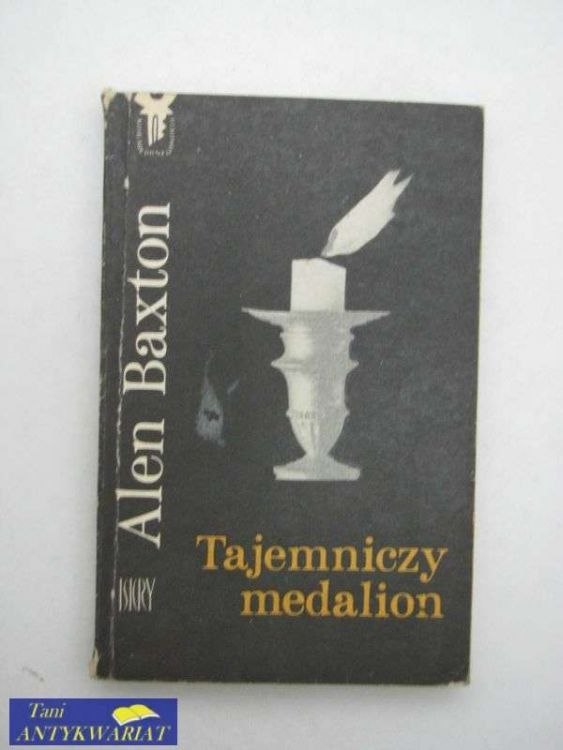 Alen Baxton
Tajemniczy
medalion
ISKRY
Tani
ANTYKWARIAT